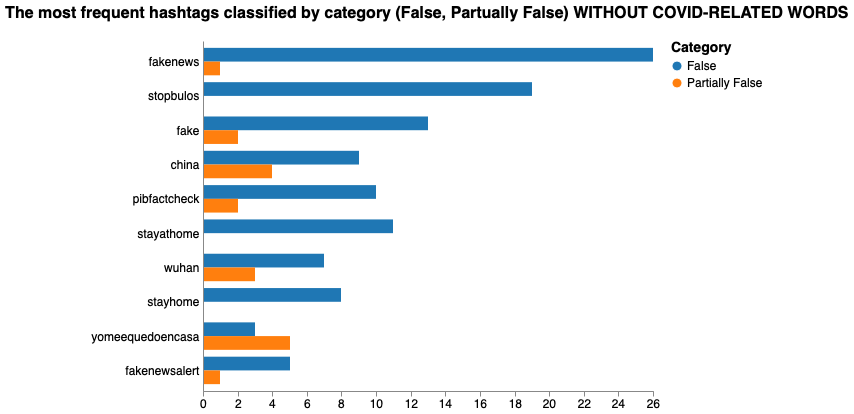 The most frequent hashtags classified by category (False, Partually False) WITHOUT COVID-RELATED WORDS
Category
False
Partially False
fakenews
stopbulos
fake
china
pibfactcheck
stayathome
wuhan
stayhome
yomeequedoencasa
fakenewsalert
0 2 4 6 8 10 12 14 16 18 20 22 24 26